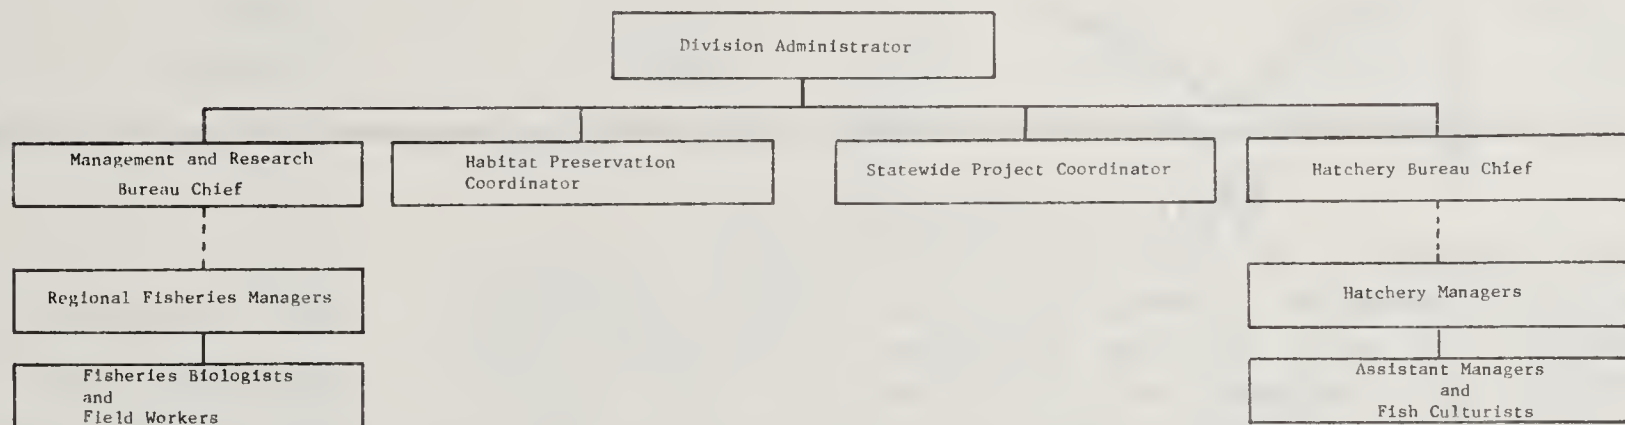 Division Administrator
Management and Research
Bureau Chief
Habitat Preservation
Coordinator
Statewide Project Coordinator
Hatchery Bureau Chief
Regional Fisheries Managers
Hatchery Managers
Fisheries Biologists
and
Field Workers
Assistant Managers
and
Fish Culturists